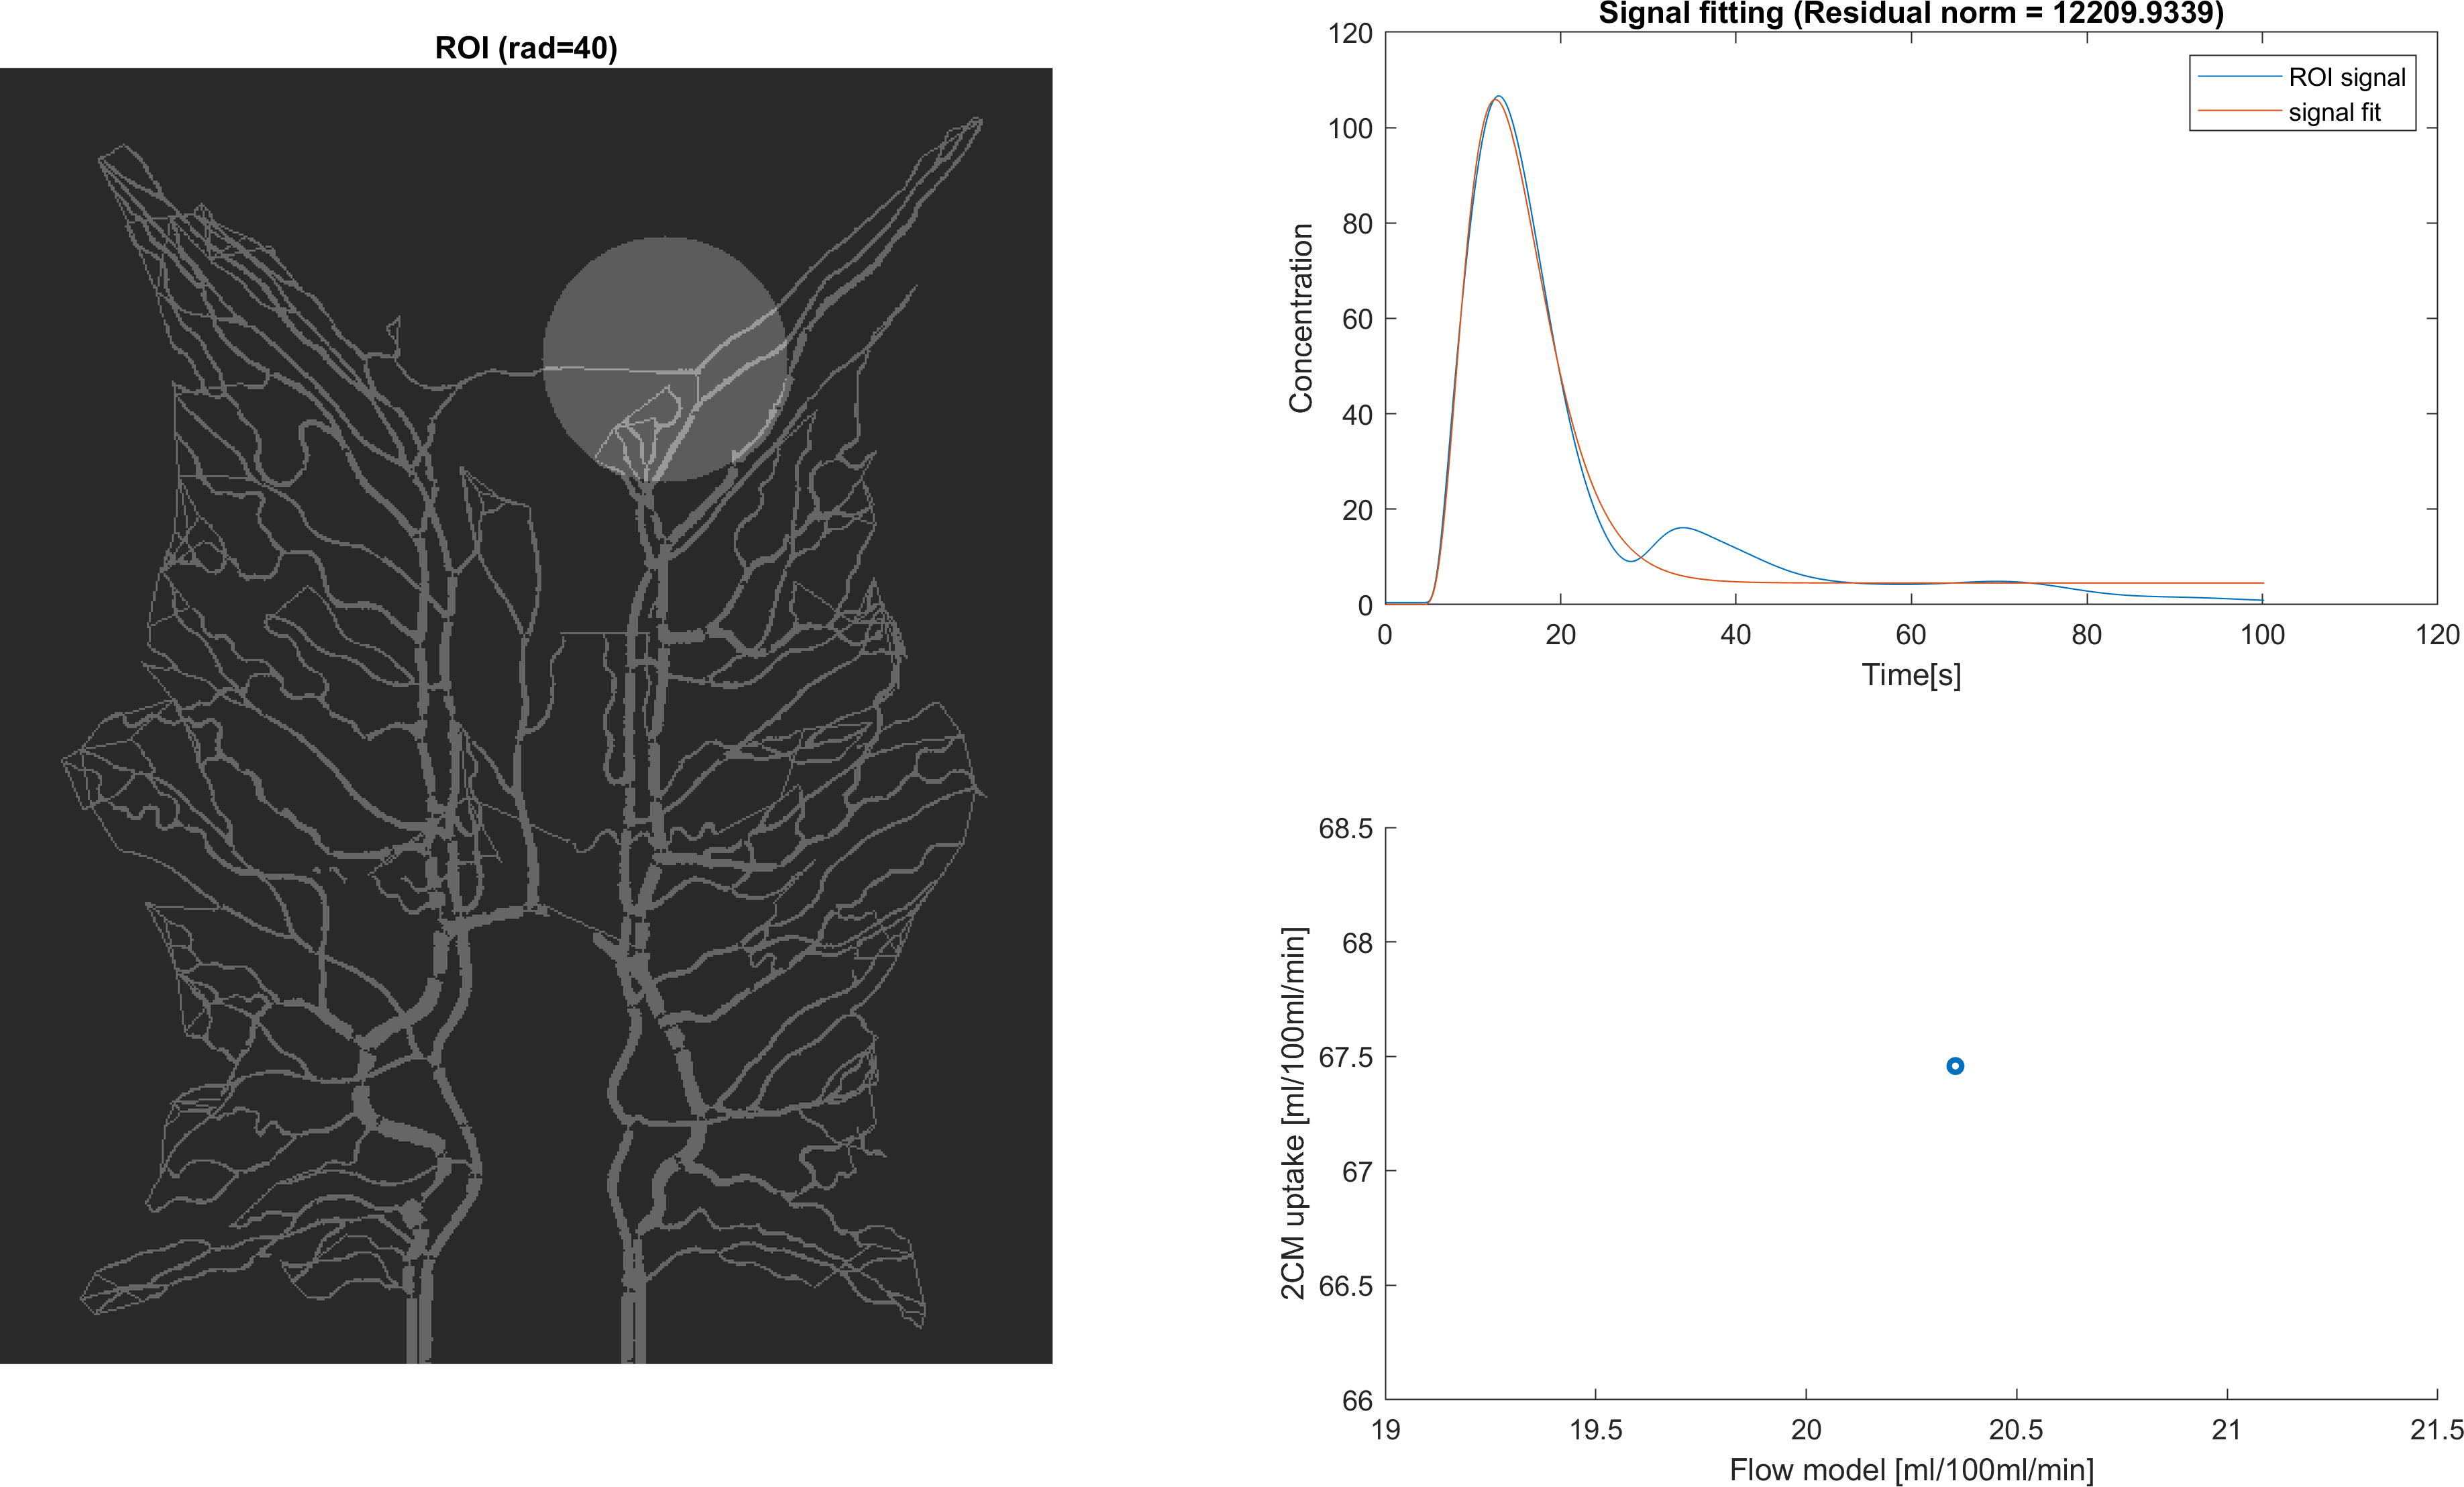 ROI (rad=40)
Signal fitting (Residual norm = 12209.9339)
120
100
80
60
40
20
0
Concentration
ROI signal
signal fit
0 20 40 60 80 100 120
Time[s]
68.5
68
67.5
67
66.5
66
2CM uptake [ml/100ml/min]
19 19.5 20 20.5 21 21.5
Flow model [ml/100ml/min]